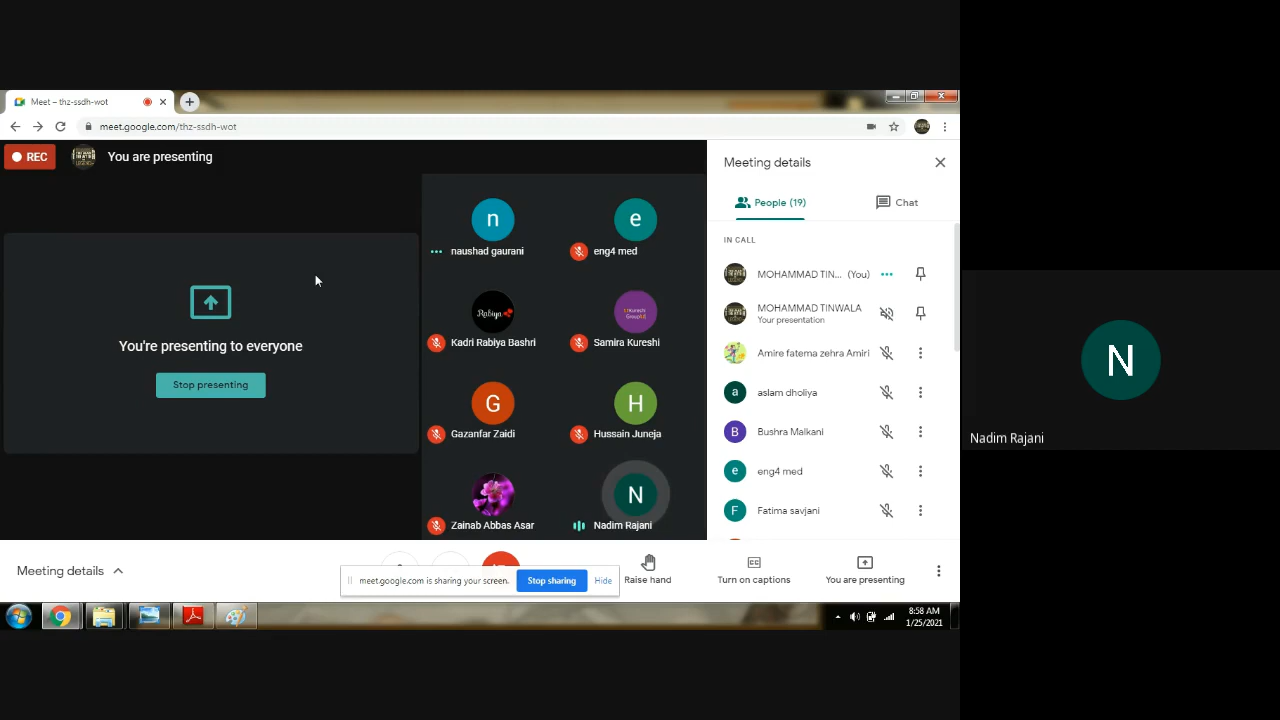 Meet – thz-ssdh-wot
meet.google.com/thz-ssdh-wot
REC
You are presenting
You're presenting to everyone
Stop presenting
n
naushad gaurani
e
eng4 med
Rabiya
Kadri Rabiya Bashri
Samira Kureshi
G
Gazanfar Zaidi
H
Hussain Juneja
Zainab Abbas Asar
N
Nadim Rajani
Meeting details
People (19)
Chat
IN CALL
MOHAMMAD TIN... (You)
MOHAMMAD TINWALA
Your presentation
Amire fatema zehra Amiri
a
aslam dholiya
B
Bushra Malkani
e
eng4 med
F
Fatima savjani
Meeting details
meet.google.com is sharing your screen.
Stop sharing
Hide
Raise hand
Turn on captions
You are presenting
8:58 AM
1/25/2021
N
Nadim Rajani